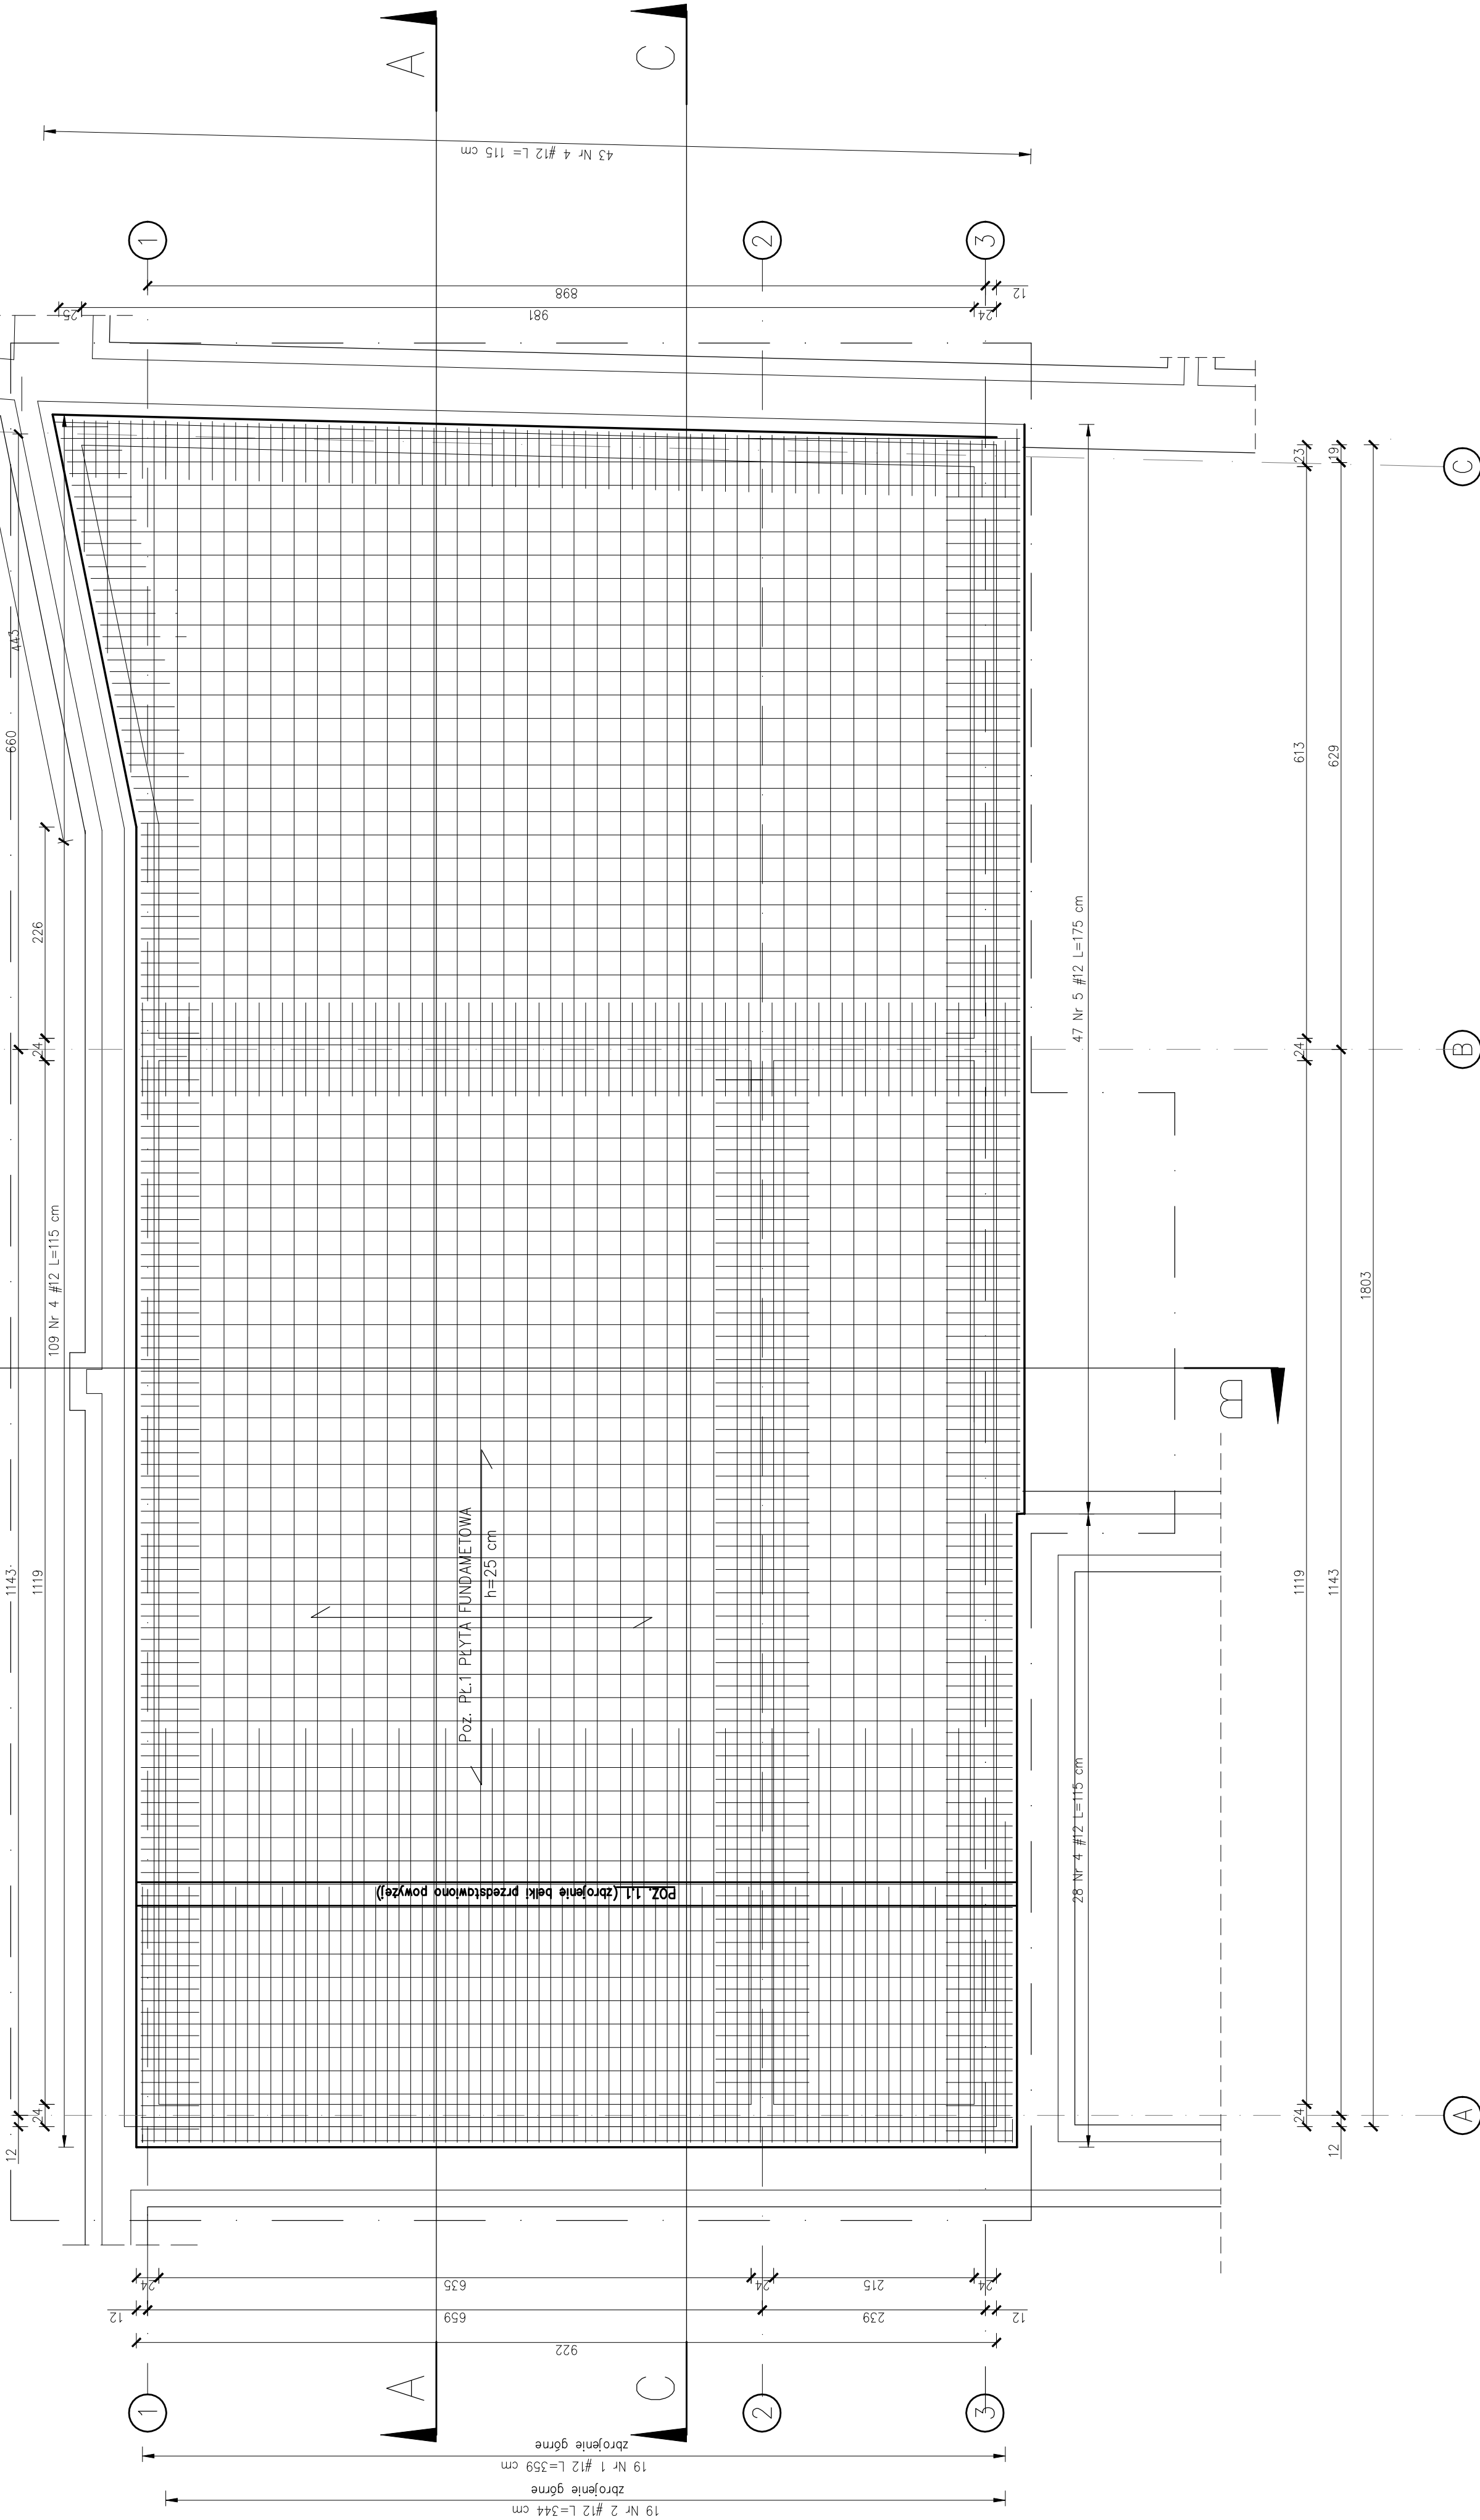 A
C
43 Nr 4 #12 L= 115 cm
1
2
3
898
12
25
981
24
443
660
23
19
C
613
629
226
24
47 Nr 5 #12 L=175 cm
24
B
109 Nr 4 #12 L=115 cm
1803
B
Poz. PŁ.1 PŁYTA FUNDAMETOWA
h=25 cm
1143
1119
1119
1143
28 Nr 4 #12 L=115 cm
POZ. 1.1 (zbrojenie belki przedstawiono powyżej)
24
12
24
12
A
24
635
24
215
24
12
659
239
12
922
1
A
C
2
3
zbrojenie górne
19 Nr 1 #12 L=359 cm
zbrojenie górne
19 Nr 2 #12 L=344 cm